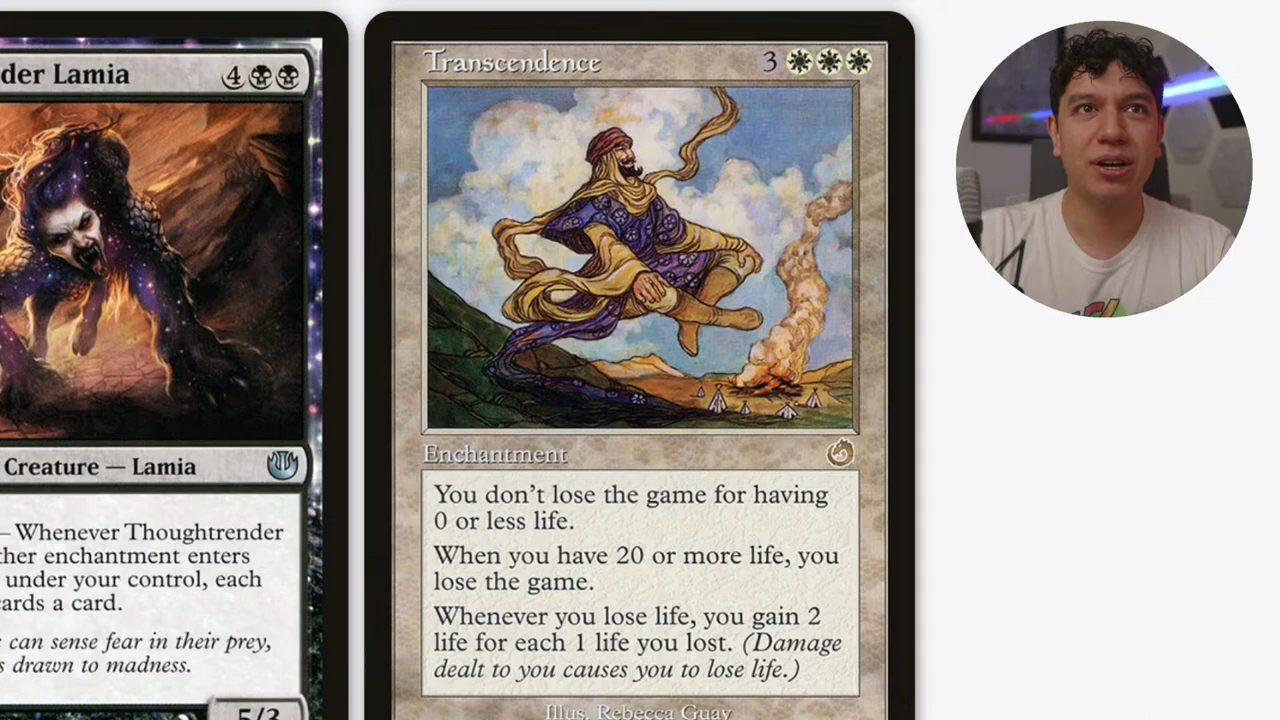 der Lamia
4
Creature — Lamia
– Whenever Thoughtrender
ther enchantment enters
under your control, each
cards a card.
can sense fear in their prey,
s drawn to madness.
5/3
Transcendence
3
Enchantment
You don't lose the game for having
0 or less life.
When you have 20 or more life, you
lose the game.
Whenever you lose life, you gain 2
life for each 1 life you lost. (Damage
dealt to you causes you to lose life.)
Illus. Rebecca Guay